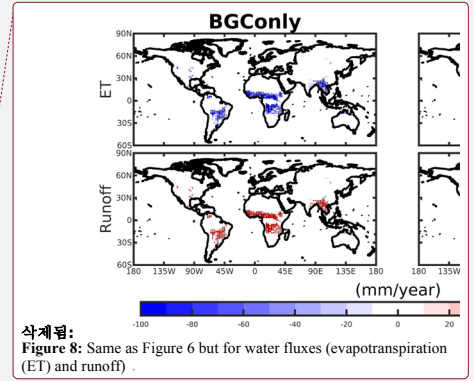 BGConly
90N
60N
30N
0
30S
60S
ET
90N
60N
30N
0
30S
60S
Runoff
180 135W 90W 45W 0 45E 90E 135E 180
180 135W
(mm/year)
-100 -80 -60 -40 -20 0 20
삭제됨:
Figure 8: Same as Figure 6 but for water fluxes (evapotranspiration
(ET) and runoff) .